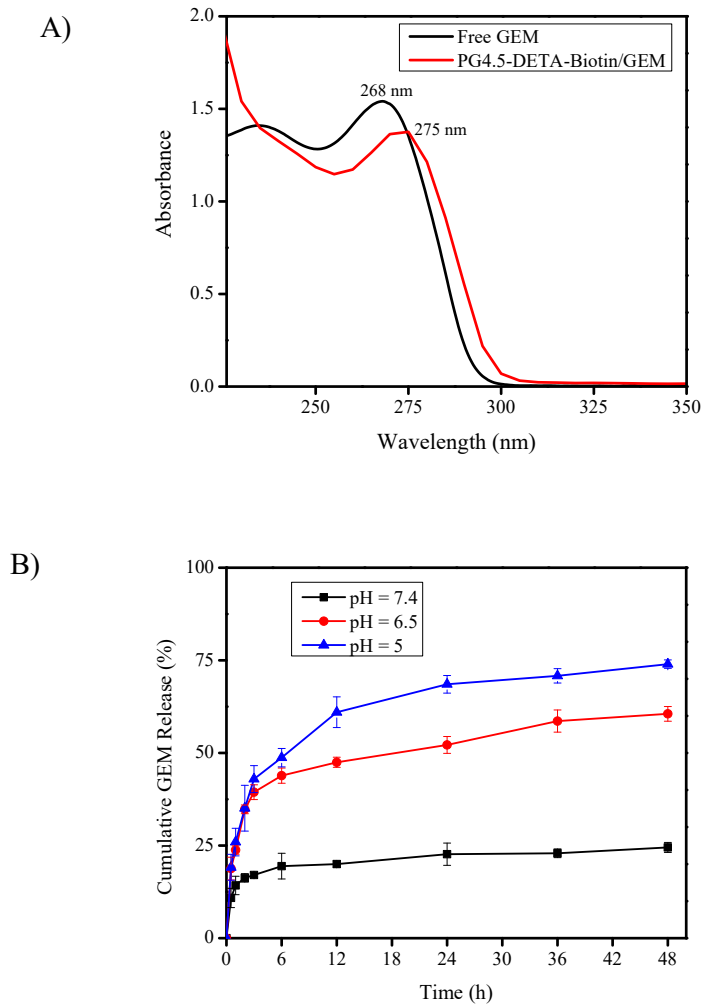 A)
2.0
1.5
1.0
0.5
0.0
Absorbance
Free GEM
PG4.5-DETA-Biotin/GEM
268 nm
275 nm
250
275
300
325
350
Wavelength (nm)
B)
100
75
50
25
0
Cumulative GEM Release (%)
pH = 7.4
pH = 6.5
pH = 5
0
6
12
18
24
30
36
42
48
Time (h)